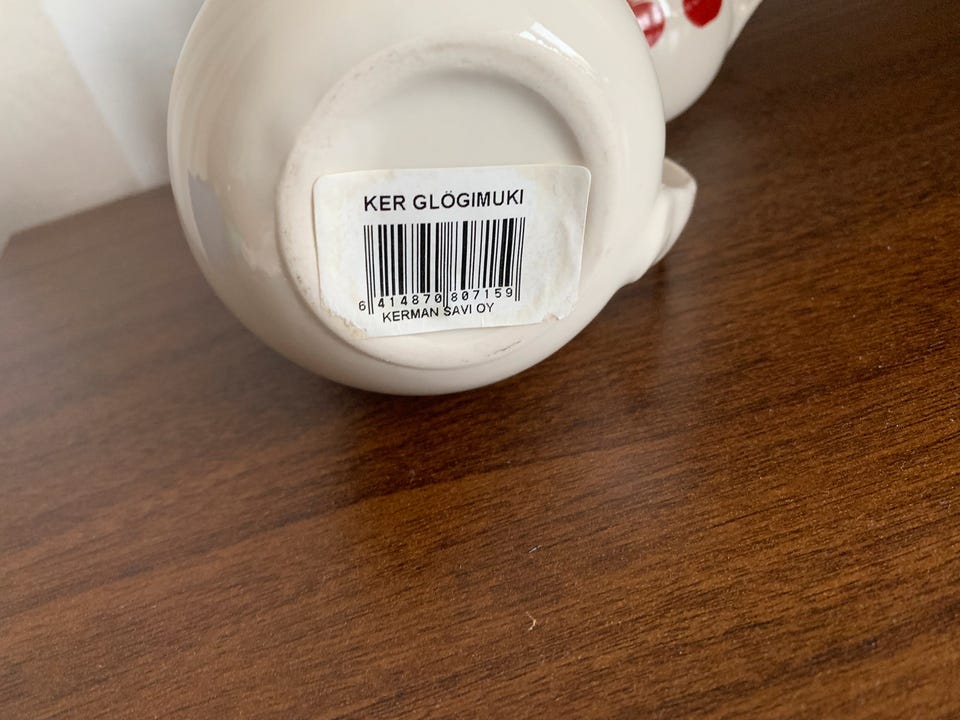 KER GLÖGIMUKI
6 414870 807159
KERMAN SAVI OY